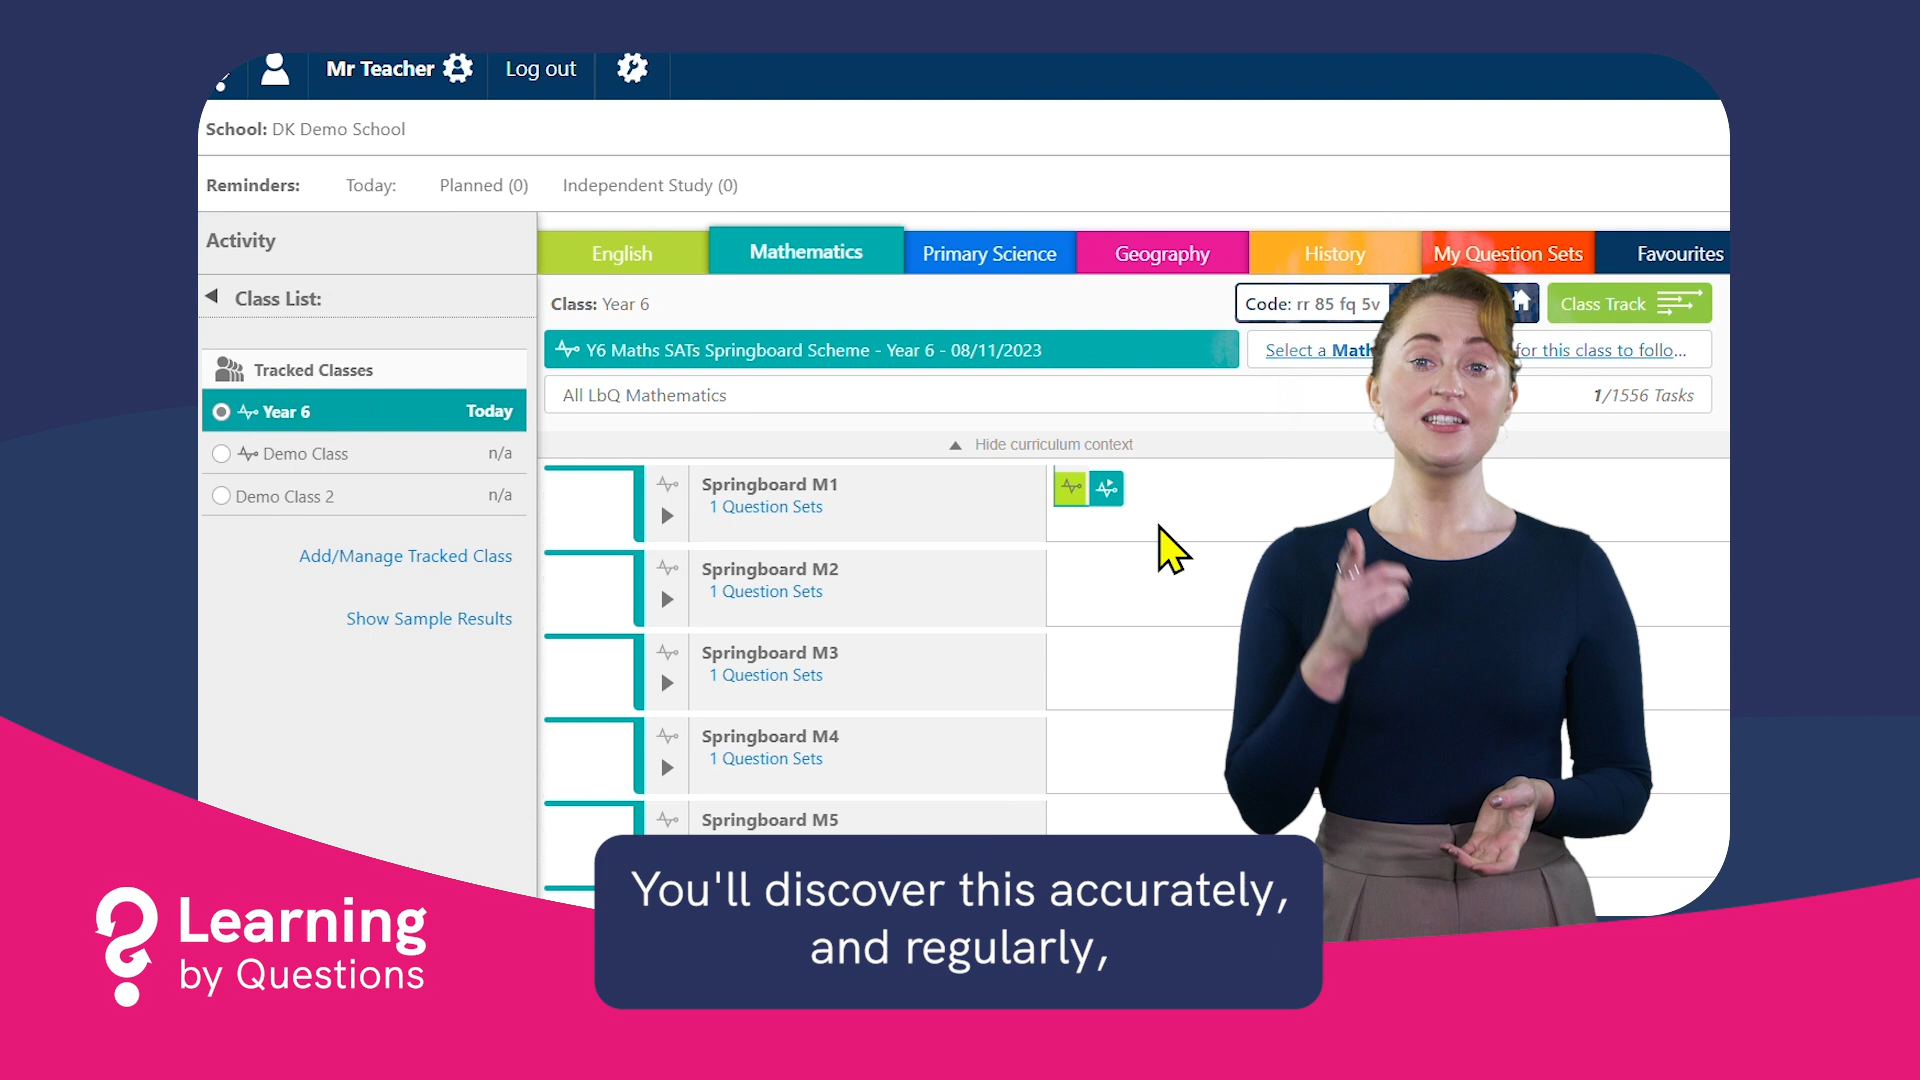 Mr Teacher
Log out
School: DK Demo School
Reminders:
Today:
Planned (0)
Independent Study (0)
Activity
English
Mathematics
Primary Science
Geography
History
My Question Sets
Favourites
Class List:
Class: Year 6
Code: rr 85 fq 5v
Class Track
Y6 Maths SATs Springboard Scheme - Year 6 - 08/11/2023
Select a Math
for this class to follo...
Tracked Classes
All LbQ Mathematics
1/1556 Tasks
Year 6
Today
Hide curriculum context
Demo Class
n/a
Demo Class 2
n/a
Springboard M1
1 Question Sets
Add/Manage Tracked Class
Springboard M2
1 Question Sets
Show Sample Results
Springboard M3
1 Question Sets
Springboard M4
1 Question Sets
Springboard M5
You'll discover this accurately,
and regularly,
Learning
by Questions